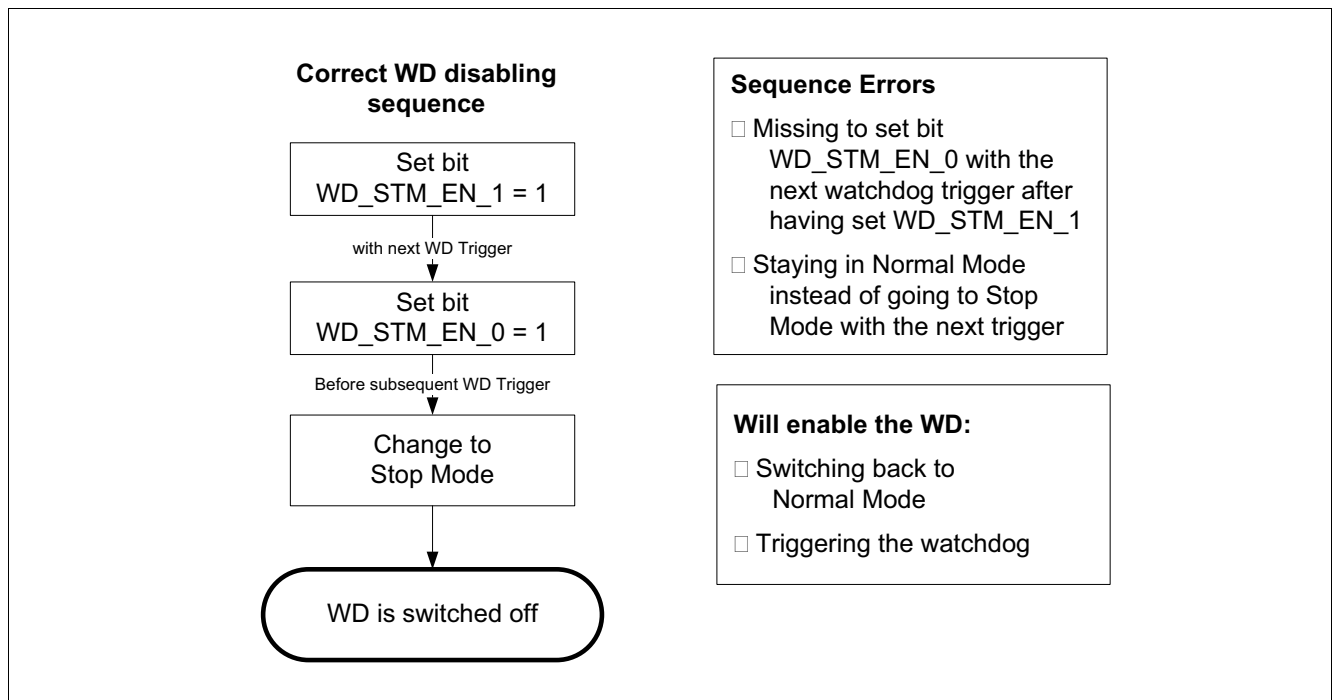 Correct WD disabling
sequence
Set bit
WD_STM_EN_1 = 1
with next WD Trigger
Set bit
WD_STM_EN_0 = 1
Before subsequent WD Trigger
Change to
Stop Mode
WD is switched off
Sequence Errors
□ Missing to set bit
WD_STM_EN_0 with the
next watchdog trigger after
having set WD_STM_EN_1
□ Staying in Normal Mode
instead of going to Stop
Mode with the next trigger
Will enable the WD:
□ Switching back to
Normal Mode
□ Triggering the watchdog